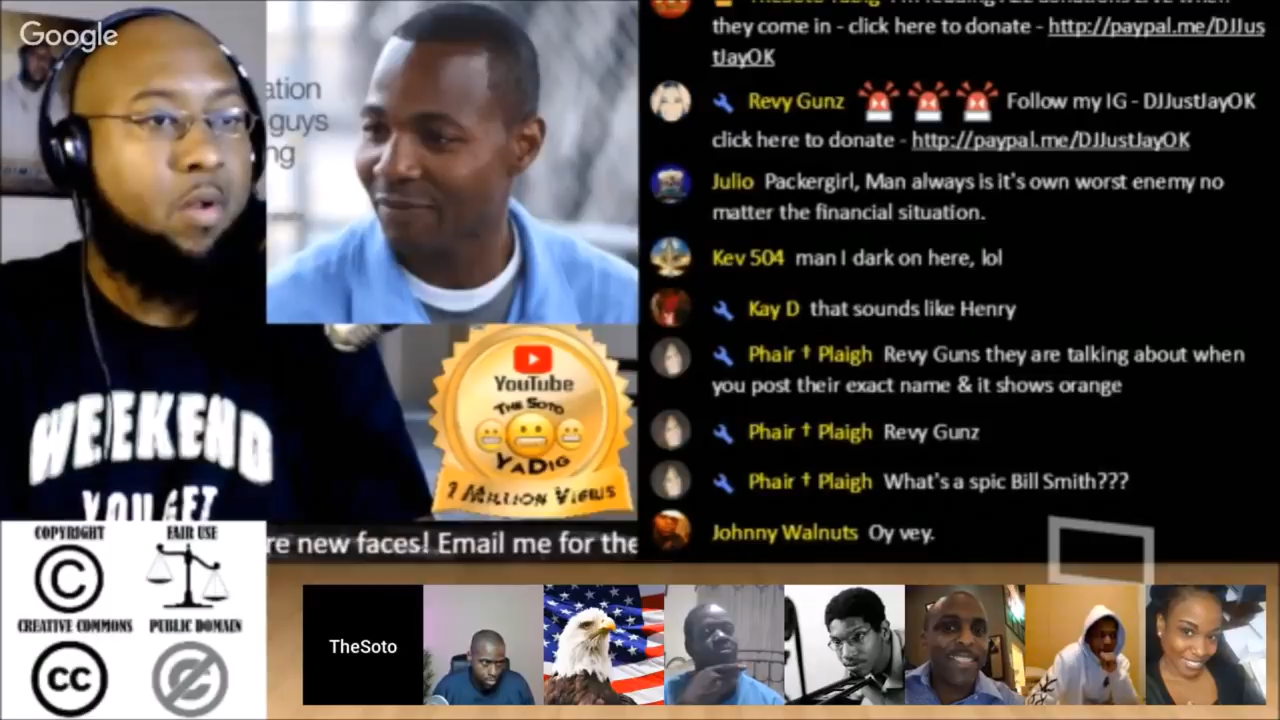 Google
ation
guys
ng
WEEKEND
YOU GET
YouTube
THE SOTO
YADIG
1 MILLION VIEWS
COPYRIGHT
FAIR USE
CREATIVE COMMONS
PUBLIC DOMAIN
cc
re new faces! Email me for the
they come in - click here to donate - http://paypal.me/DJJus
tJayOK
Revy Gunz Follow my IG - DJJustJayOK
click here to donate - http://paypal.me/DJJustJayOK
Julio Packergirl, Man always is it's own worst enemy no
matter the financial situation.
Kev 504 man I dark on here, lol
Kay D that sounds like Henry
Phair † Plaigh Revy Guns they are talking about when
you post their exact name & it shows orange
Phair † Plaigh Revy Gunz
Phair † Plaigh What's a spic Bill Smith???
Johnny Walnuts Oy vey.
TheSoto